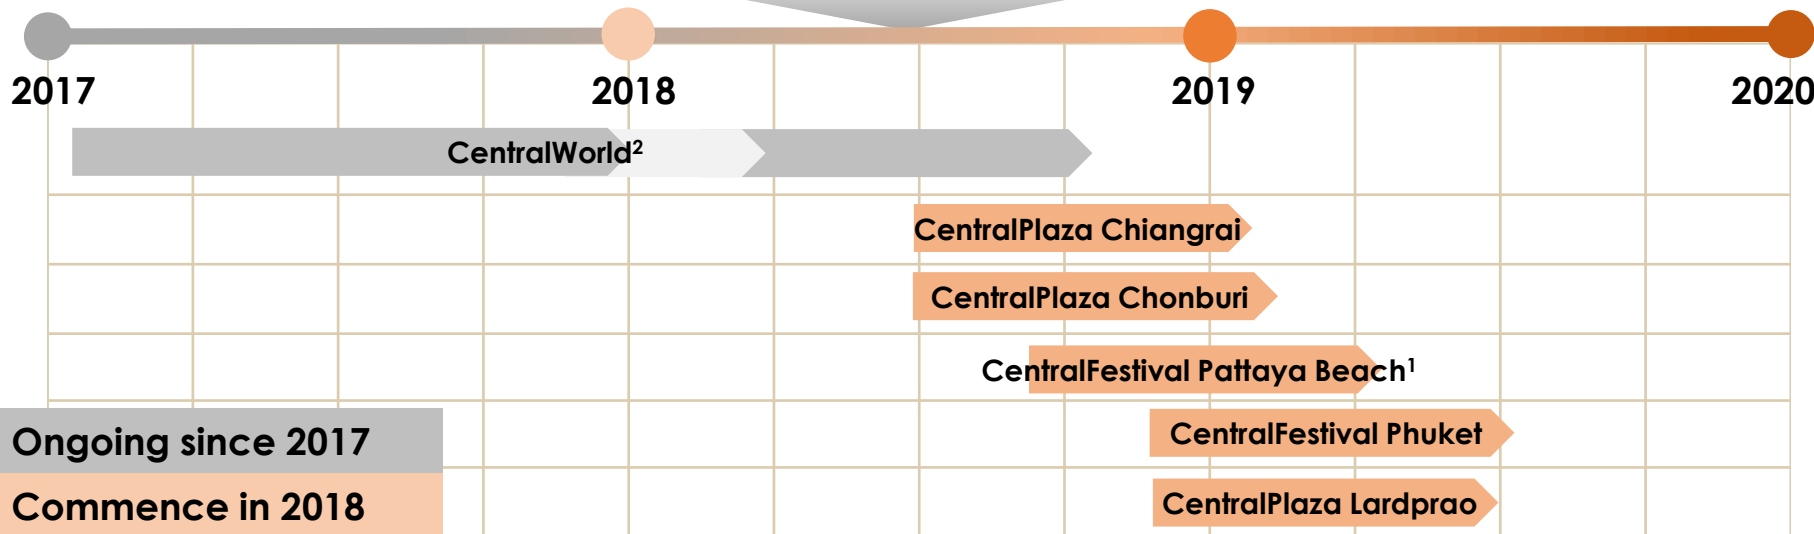 2017 2018 2019 2020
CentralWorld²
CentralPlaza Chiangrai
CentralPlaza Chonburi
CentralFestival Pattaya Beach¹
CentralFestival Phuket
Ongoing since 2017
CentralPlaza Lardprao
Commence in 2018